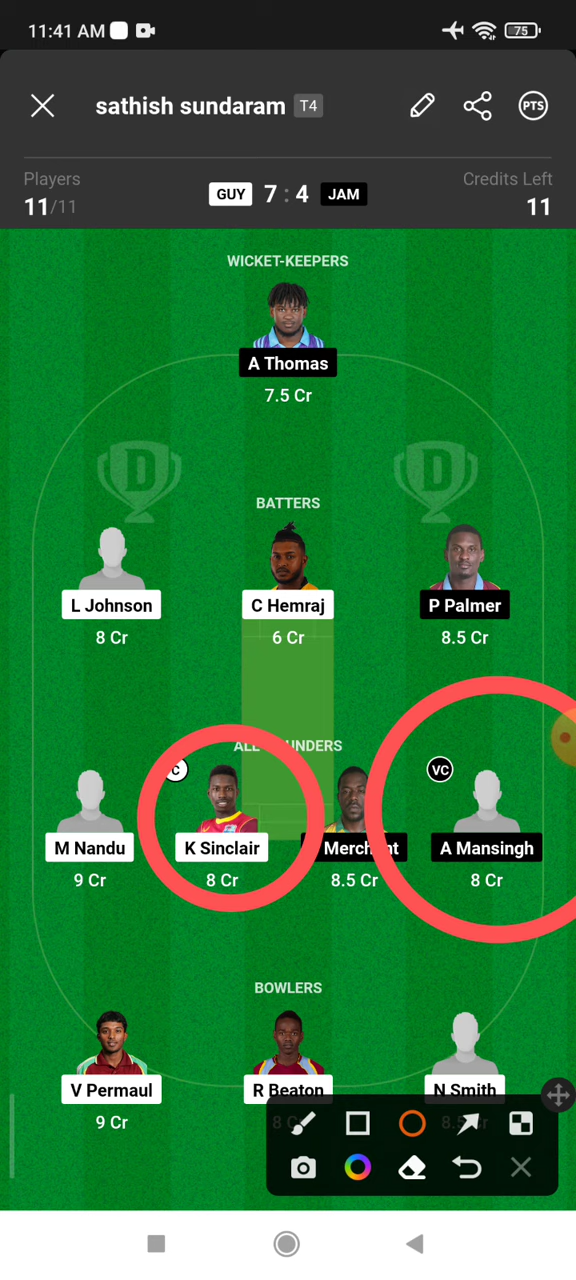 11:41 AM
75
sathish sundaram T4
PTS
Players
Credits Left
11/11
GUY 7 : 4 JAM
11
WICKET-KEEPERS
A Thomas
7.5 Cr
D
D
BATTERS
L Johnson
C Hemraj
P Palmer
8 Cr
6 Cr
8.5 Cr
C
VC
M Nandu
K Sinclair
A Mansingh
9 Cr
8 Cr
8.5 Cr
8 Cr
BOWLERS
V Permaul
R Beaton
N Smith
9 Cr